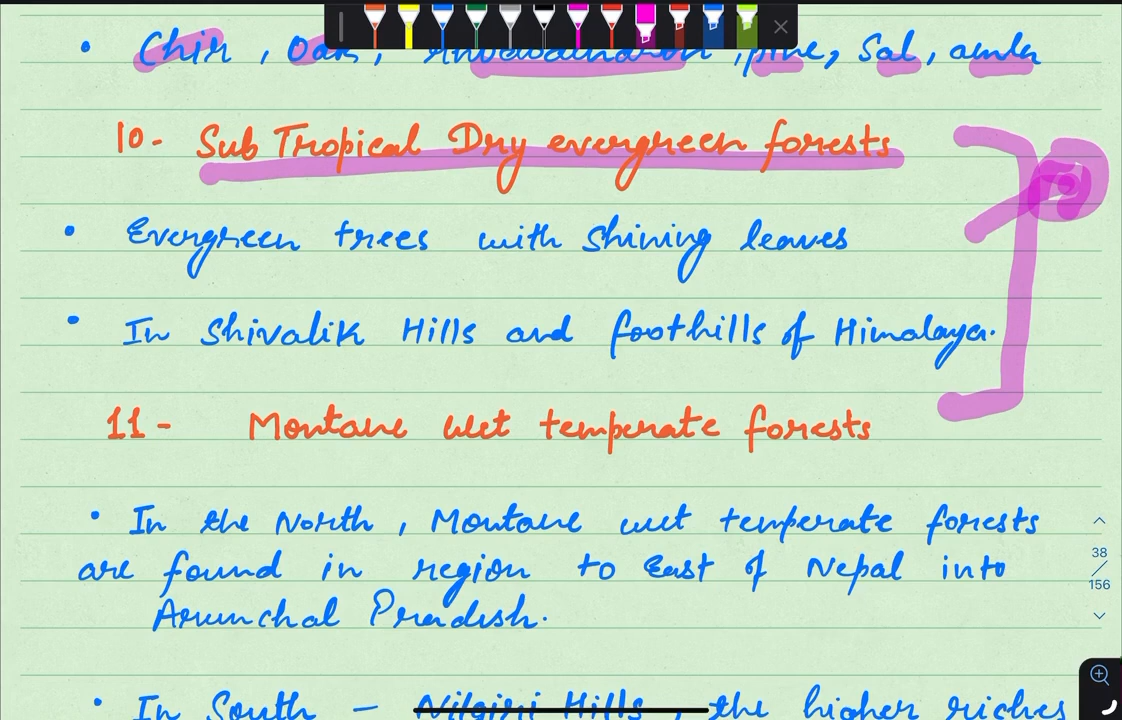 • Chir , Oak, Rhododendron , pine, Sal, amla
10- Sub Tropical Dry evergreen forests
• Evergreen trees with shining leaves
• In Shivalik Hills and foothills of Himalaya.
11- Montane wet temperate forests
• In the North , Montane wet temperate forests
are found in region to East of Nepal into
Arunchal Pradesh.
38
156
• In South – Nilgiri Hills , the higher riches